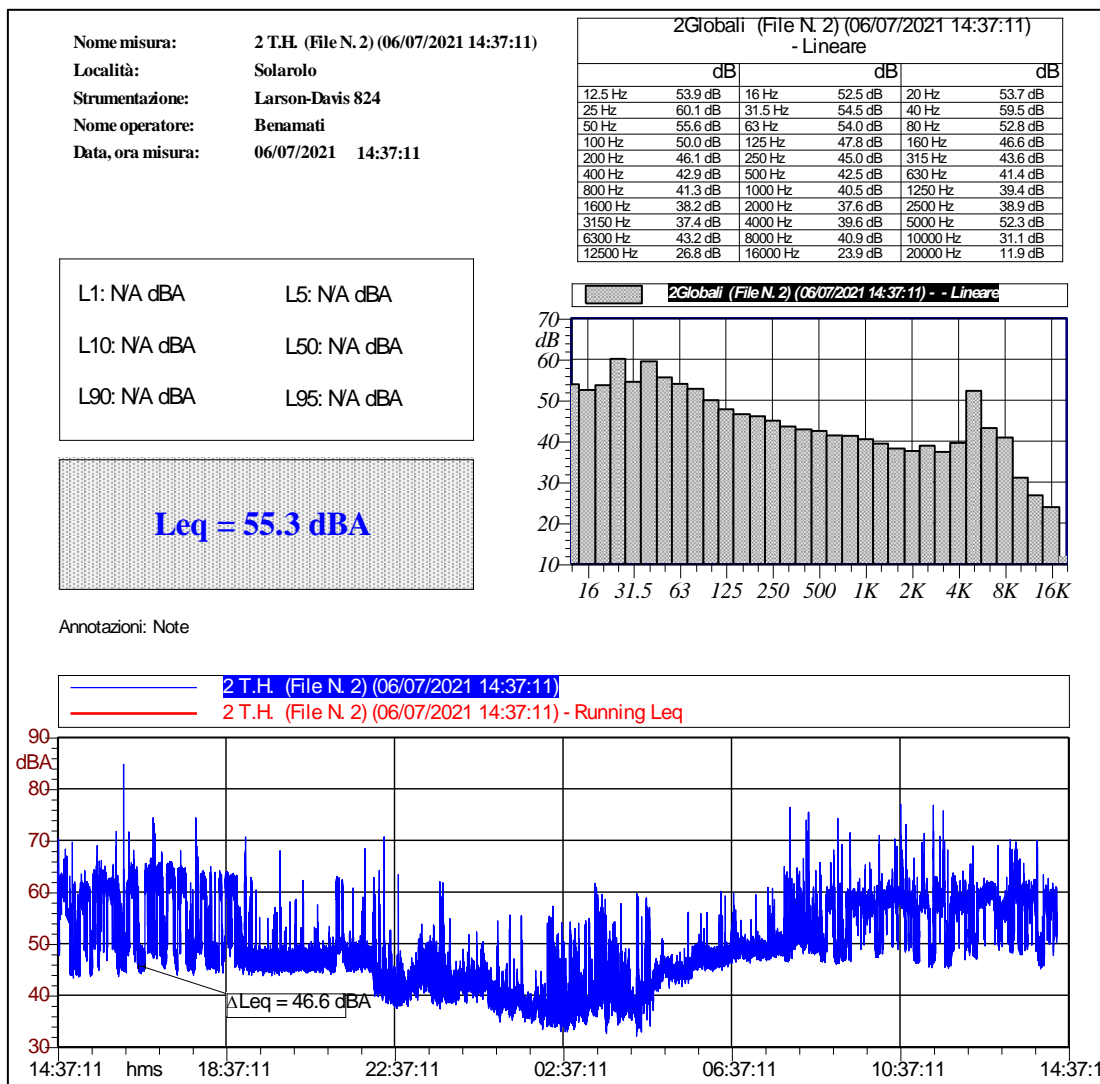 Nome misura: 2 T.H. (File N. 2) (06/07/2021 14:37:11)
Località: Solarolo
Strumentazione: Larson-Davis 824
Nome operatore: Benamati
Data, ora misura: 06/07/2021 14:37:11
2Globali (File N. 2) (06/07/2021 14:37:11)
- Lineare
dB dB dB
12.5 Hz 53.9 dB 16 Hz 52.5 dB 20 Hz 53.7 dB
25 Hz 60.1 dB 31.5 Hz 54.5 dB 40 Hz 59.5 dB
50 Hz 55.6 dB 63 Hz 54.0 dB 80 Hz 52.8 dB
100 Hz 50.0 dB 125 Hz 47.8 dB 160 Hz 46.6 dB
200 Hz 46.1 dB 250 Hz 45.0 dB 315 Hz 43.6 dB
400 Hz 42.9 dB 500 Hz 42.5 dB 630 Hz 41.4 dB
800 Hz 41.3 dB 1000 Hz 40.5 dB 1250 Hz 39.4 dB
1600 Hz 38.2 dB 2000 Hz 37.6 dB 2500 Hz 38.9 dB
3150 Hz 37.4 dB 4000 Hz 39.6 dB 5000 Hz 52.3 dB
6300 Hz 43.2 dB 8000 Hz 40.9 dB 10000 Hz 31.1 dB
12500 Hz 26.8 dB 16000 Hz 23.9 dB 20000 Hz 11.9 dB
L1: N/A dBA L5: N/A dBA
L10: N/A dBA L50: N/A dBA
L90: N/A dBA L95: N/A dBA
Leq = 55.3 dBA
2Globali (File N. 2) (06/07/2021 14:37:11) - - Lineare
70
dB
60
50
40
30
20
10
16 31.5 63 125 250 500 1K 2K 4K 8K 16K
Annotazioni: Note
2 T.H. (File N. 2) (06/07/2021 14:37:11)
2 T.H. (File N. 2) (06/07/2021 14:37:11) - Running Leq
90
dBA
80
70
60
50
40
30
ΔLeq = 46.6 dBA
14:37:11 hms 18:37:11 22:37:11 02:37:11 06:37:11 10:37:11 14:37:1